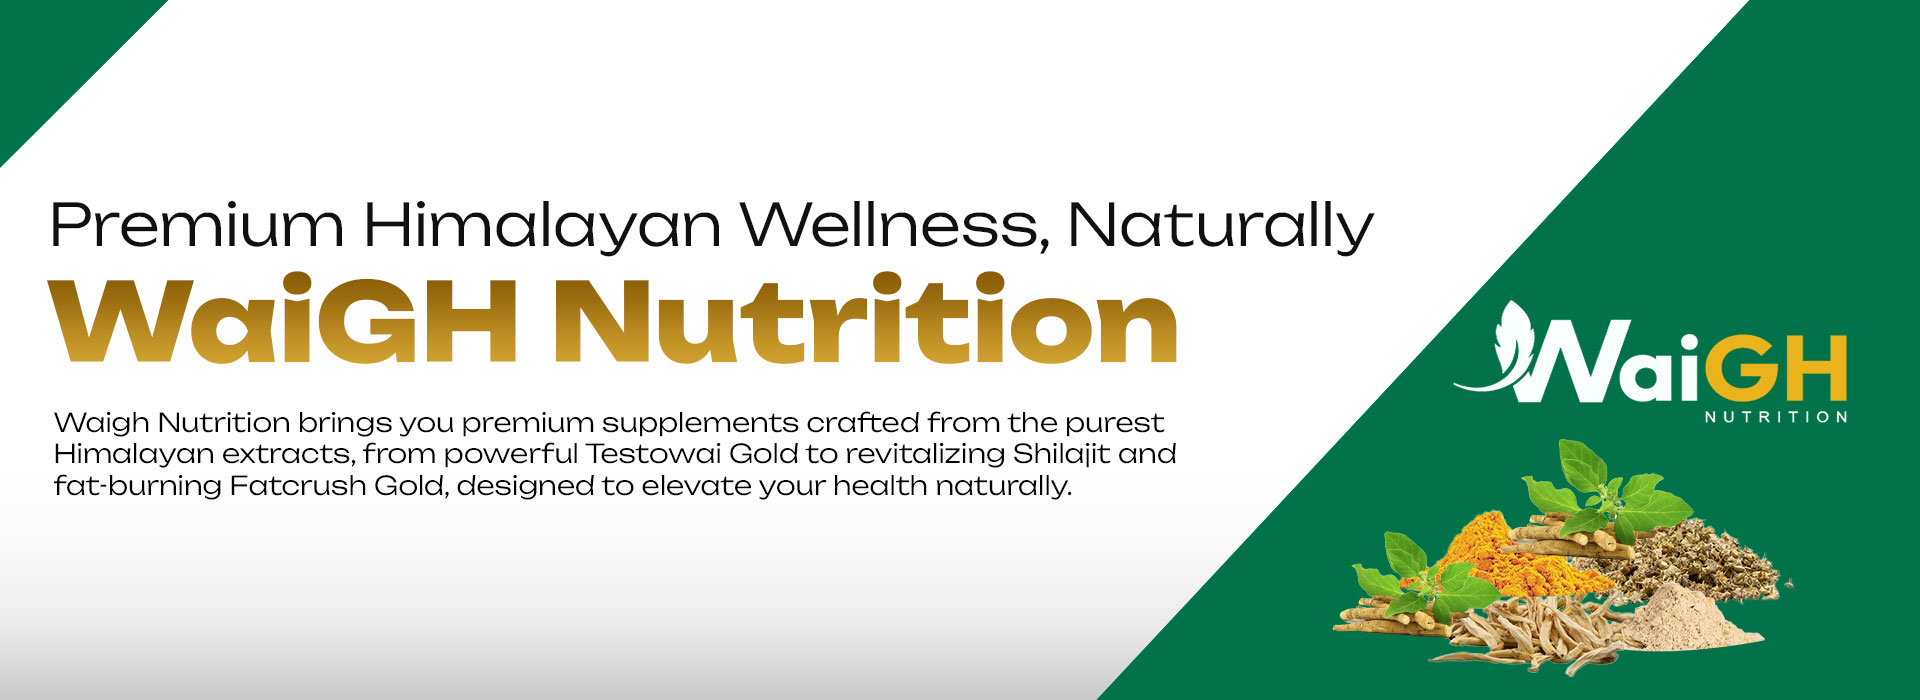 Premium Himalayan Wellness, Naturally
WaiGH Nutrition
Waigh Nutrition brings you premium supplements crafted from the purest
Himalayan extracts, from powerful Testowai Gold to revitalizing Shilajit and
fat-burning Fatcrush Gold, designed to elevate your health naturally.
WaiGH
NUTRITION